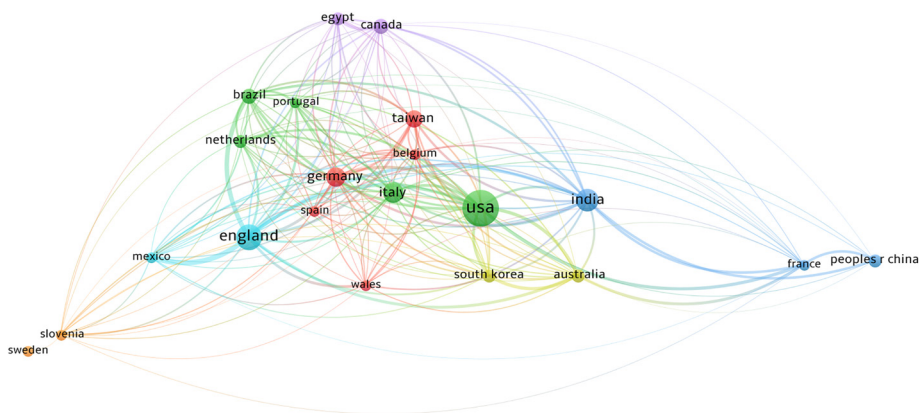 egypt
canada
brazil
portugal
taiwan
netherlands
belgium
germany
italy
india
usa
spain
england
mexico
france
peoples r china
south korea
australia
wales
slovenia
sweden